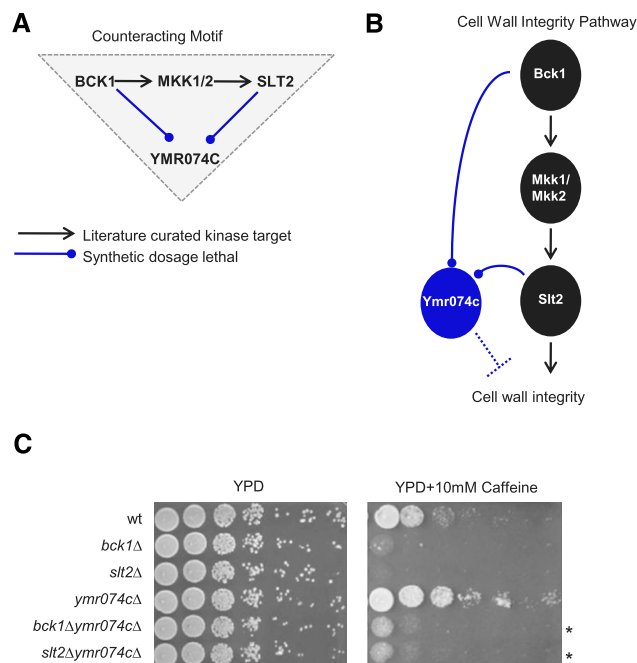 A
Counteracting Motif
BCK1 MKK1/2 SLT2
YMR074C
Literature curated kinase target
Synthetic dosage lethal
B
Cell Wall Integrity Pathway
Bck1
Mkk1/
Mkk2
Ymr074c
Slt2
Cell wall integrity
C
YPD
YPD+10mM Caffeine
wt
bck1Δ
slt2Δ
ymr074cΔ
bck1Δymr074cΔ *
slt2Δymr074cΔ *